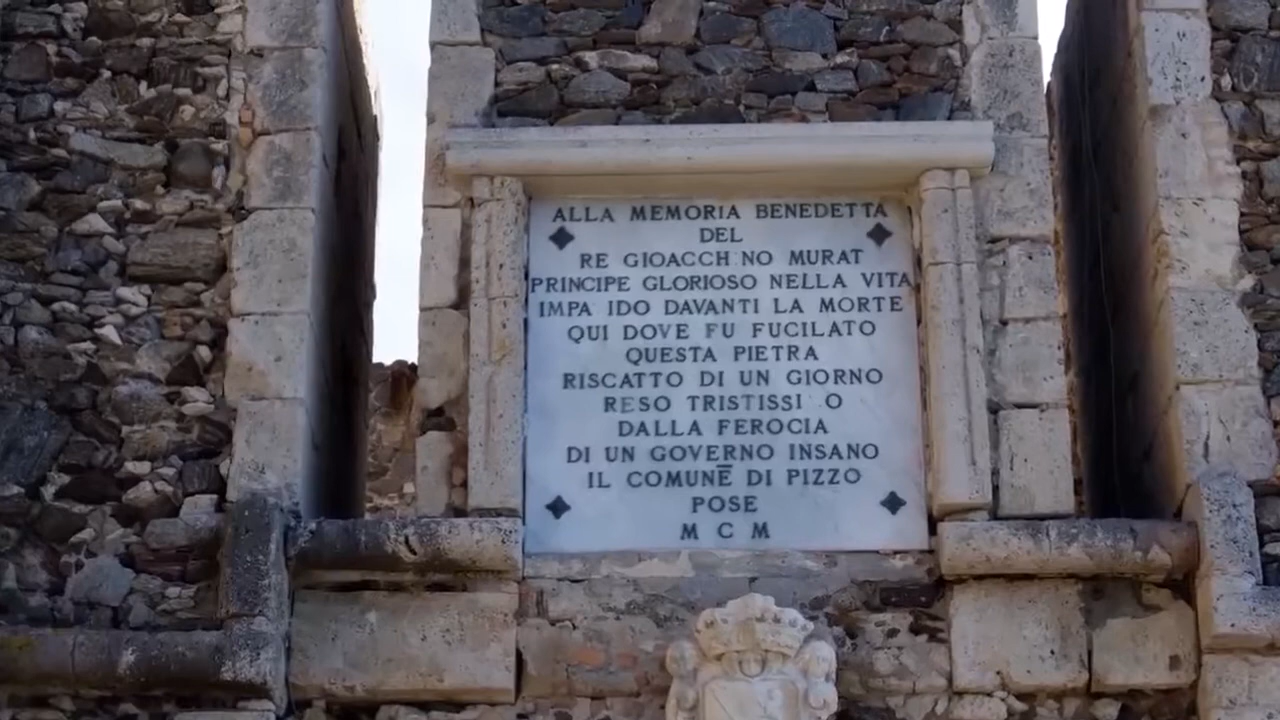 ALLA MEMORIA BENEDETTA
DEL
RE GIOACCH NO MURAT
PRINCIPE GLORIOSO NELLA VITA
IMPA IDO DAVANTI LA MORTE
QUI DOVE FU FUCILATO
QUESTA PIETRA
RISCATTO DI UN GIORNO
RESO TRISTISSI O
DALLA FEROCIA
DI UN GOVERNO INSANO
IL COMUNE DI PIZZO
POSE
M C M